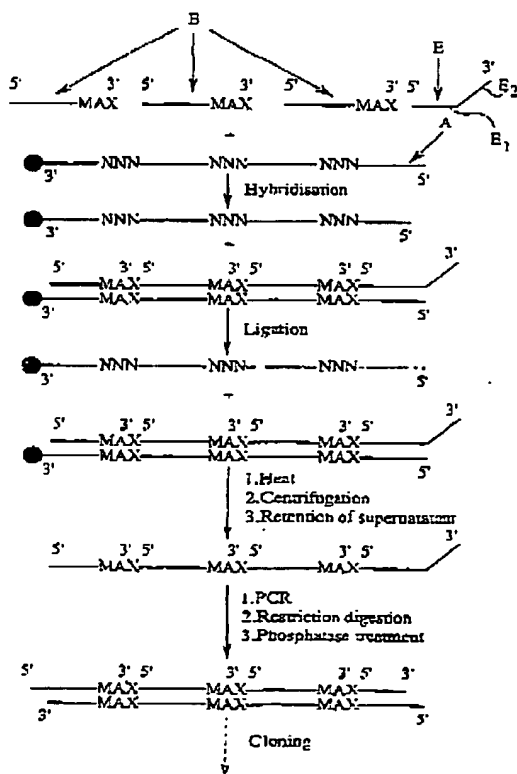 B
E
5' 3' 5' 3' 5' 3'
MAX MAX MAX
3'
5'
E2
A
E1
NNN NNN NNN
3' 5'
Hybridisation
NNN NNN NNN
3' 5'
3'
5' 3' 5' 3' 5' 3' 5'
MAX MAX MAX
MAX MAX MAX
3' 5'
Ligation
NNN NNN NNN
3' 5'
3'
5' 3' 5' 3' 5' 3' 5'
MAX MAX MAX
MAX MAX MAX
3' 5'
1.Heat
2.Centrifugation
3.Retention of supernatant
3'
5' 3' 5' 3' 5' 3' 5'
MAX MAX MAX
1.PCR
2.Restriction digestion
3.Phosphatase treatment
5' 3' 5' 3' 5' 3' 5' 3'
MAX MAX MAX
MAX MAX MAX
3' 5'
Cloning